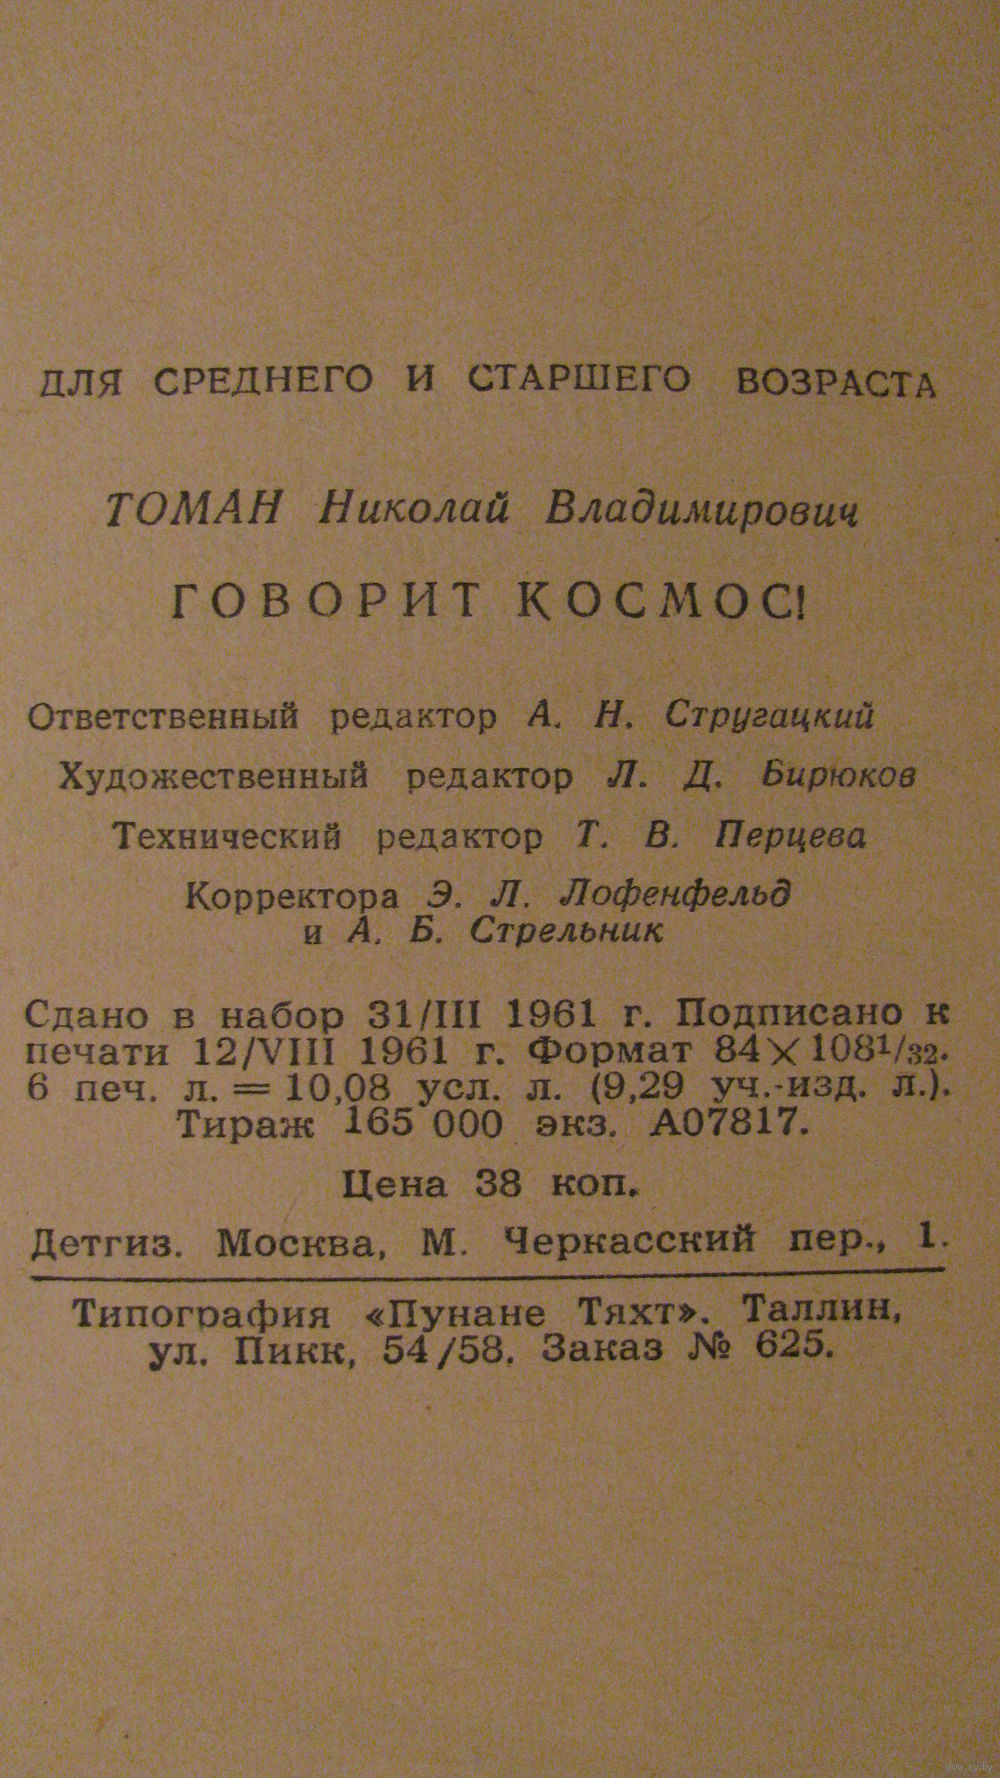 ДЛЯ СРЕДНЕГО И СТАРШЕГО ВОЗРАСТА
ТОМАН Николай Владимирович
ГОВОРИТ КОСМОС!
Ответственный редактор А. Н. Стругацкий
Художественный редактор Л. Д. Бирюков
Технический редактор Т. В. Перцева
Корректора Э. Л. Лофенфельд
и А. Б. Стрельник
Сдано в набор 31/III 1961 г. Подписано к
печати 12/VIII 1961 г. Формат 84×108¹/₃₂.
6 печ. л. = 10,08 усл. л. (9,29 уч.-изд. л.).
Тираж 165 000 экз. А07817.
Цена 38 коп.
Детгиз. Москва, М. Черкасский пер., 1.
Типография «Пунане Тяхт». Таллин,
ул. Пикк, 54/58. Заказ № 625.
www.ay.by